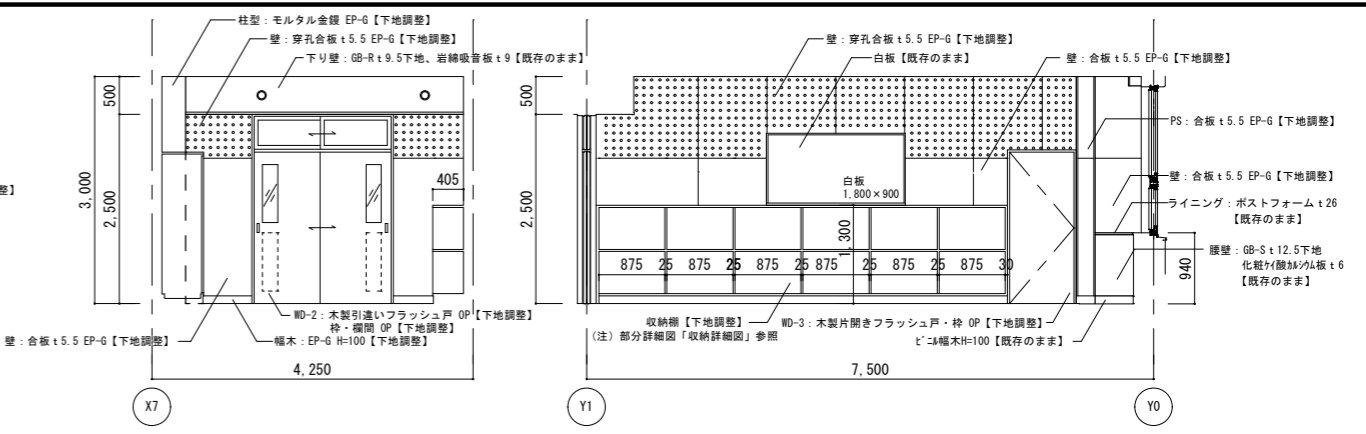 柱型：モルタル金鏝 EP-G【下地調整】
壁：穿孔合板ｔ5.5 EP-G【下地調整】
下り壁：GB-Rｔ9.5下地、岩綿吸音板ｔ9【既存のまま】
500
3,000
2,500
整】
405
WD-2：木製引違いフラッシュ戸 OP【下地調整】
枠・欄間 OP【下地調整】
壁：合板ｔ5.5 EP-G【下地調整】
幅木：EP-G H=100【下地調整】
4,250
X7
壁：穿孔合板ｔ5.5 EP-G【下地調整】
白板【既存のまま】
壁：合板ｔ5.5 EP-G【下地調整】
500
2,500
PS：合板ｔ5.5 EP-G【下地調整】
白板
1,800×900
壁：合板ｔ5.5 EP-G【下地調整】
ライニング：ポストフォームｔ26
【既存のまま】
1,300
腰壁：GB-Sｔ12.5下地
化粧ｹｲ酸ｶﾙｼｳﾑ板ｔ6
【既存のまま】
940
875 25 875 25 875 25 875 25 875 25 875 30
収納棚【下地調整】
（注）部分詳細図「収納詳細図」参照
WD-3：木製片開きフラッシュ戸・枠 OP【下地調整】
ﾋﾞﾆﾙ幅木H=100【既存のまま】
7,500
Y1
Y0